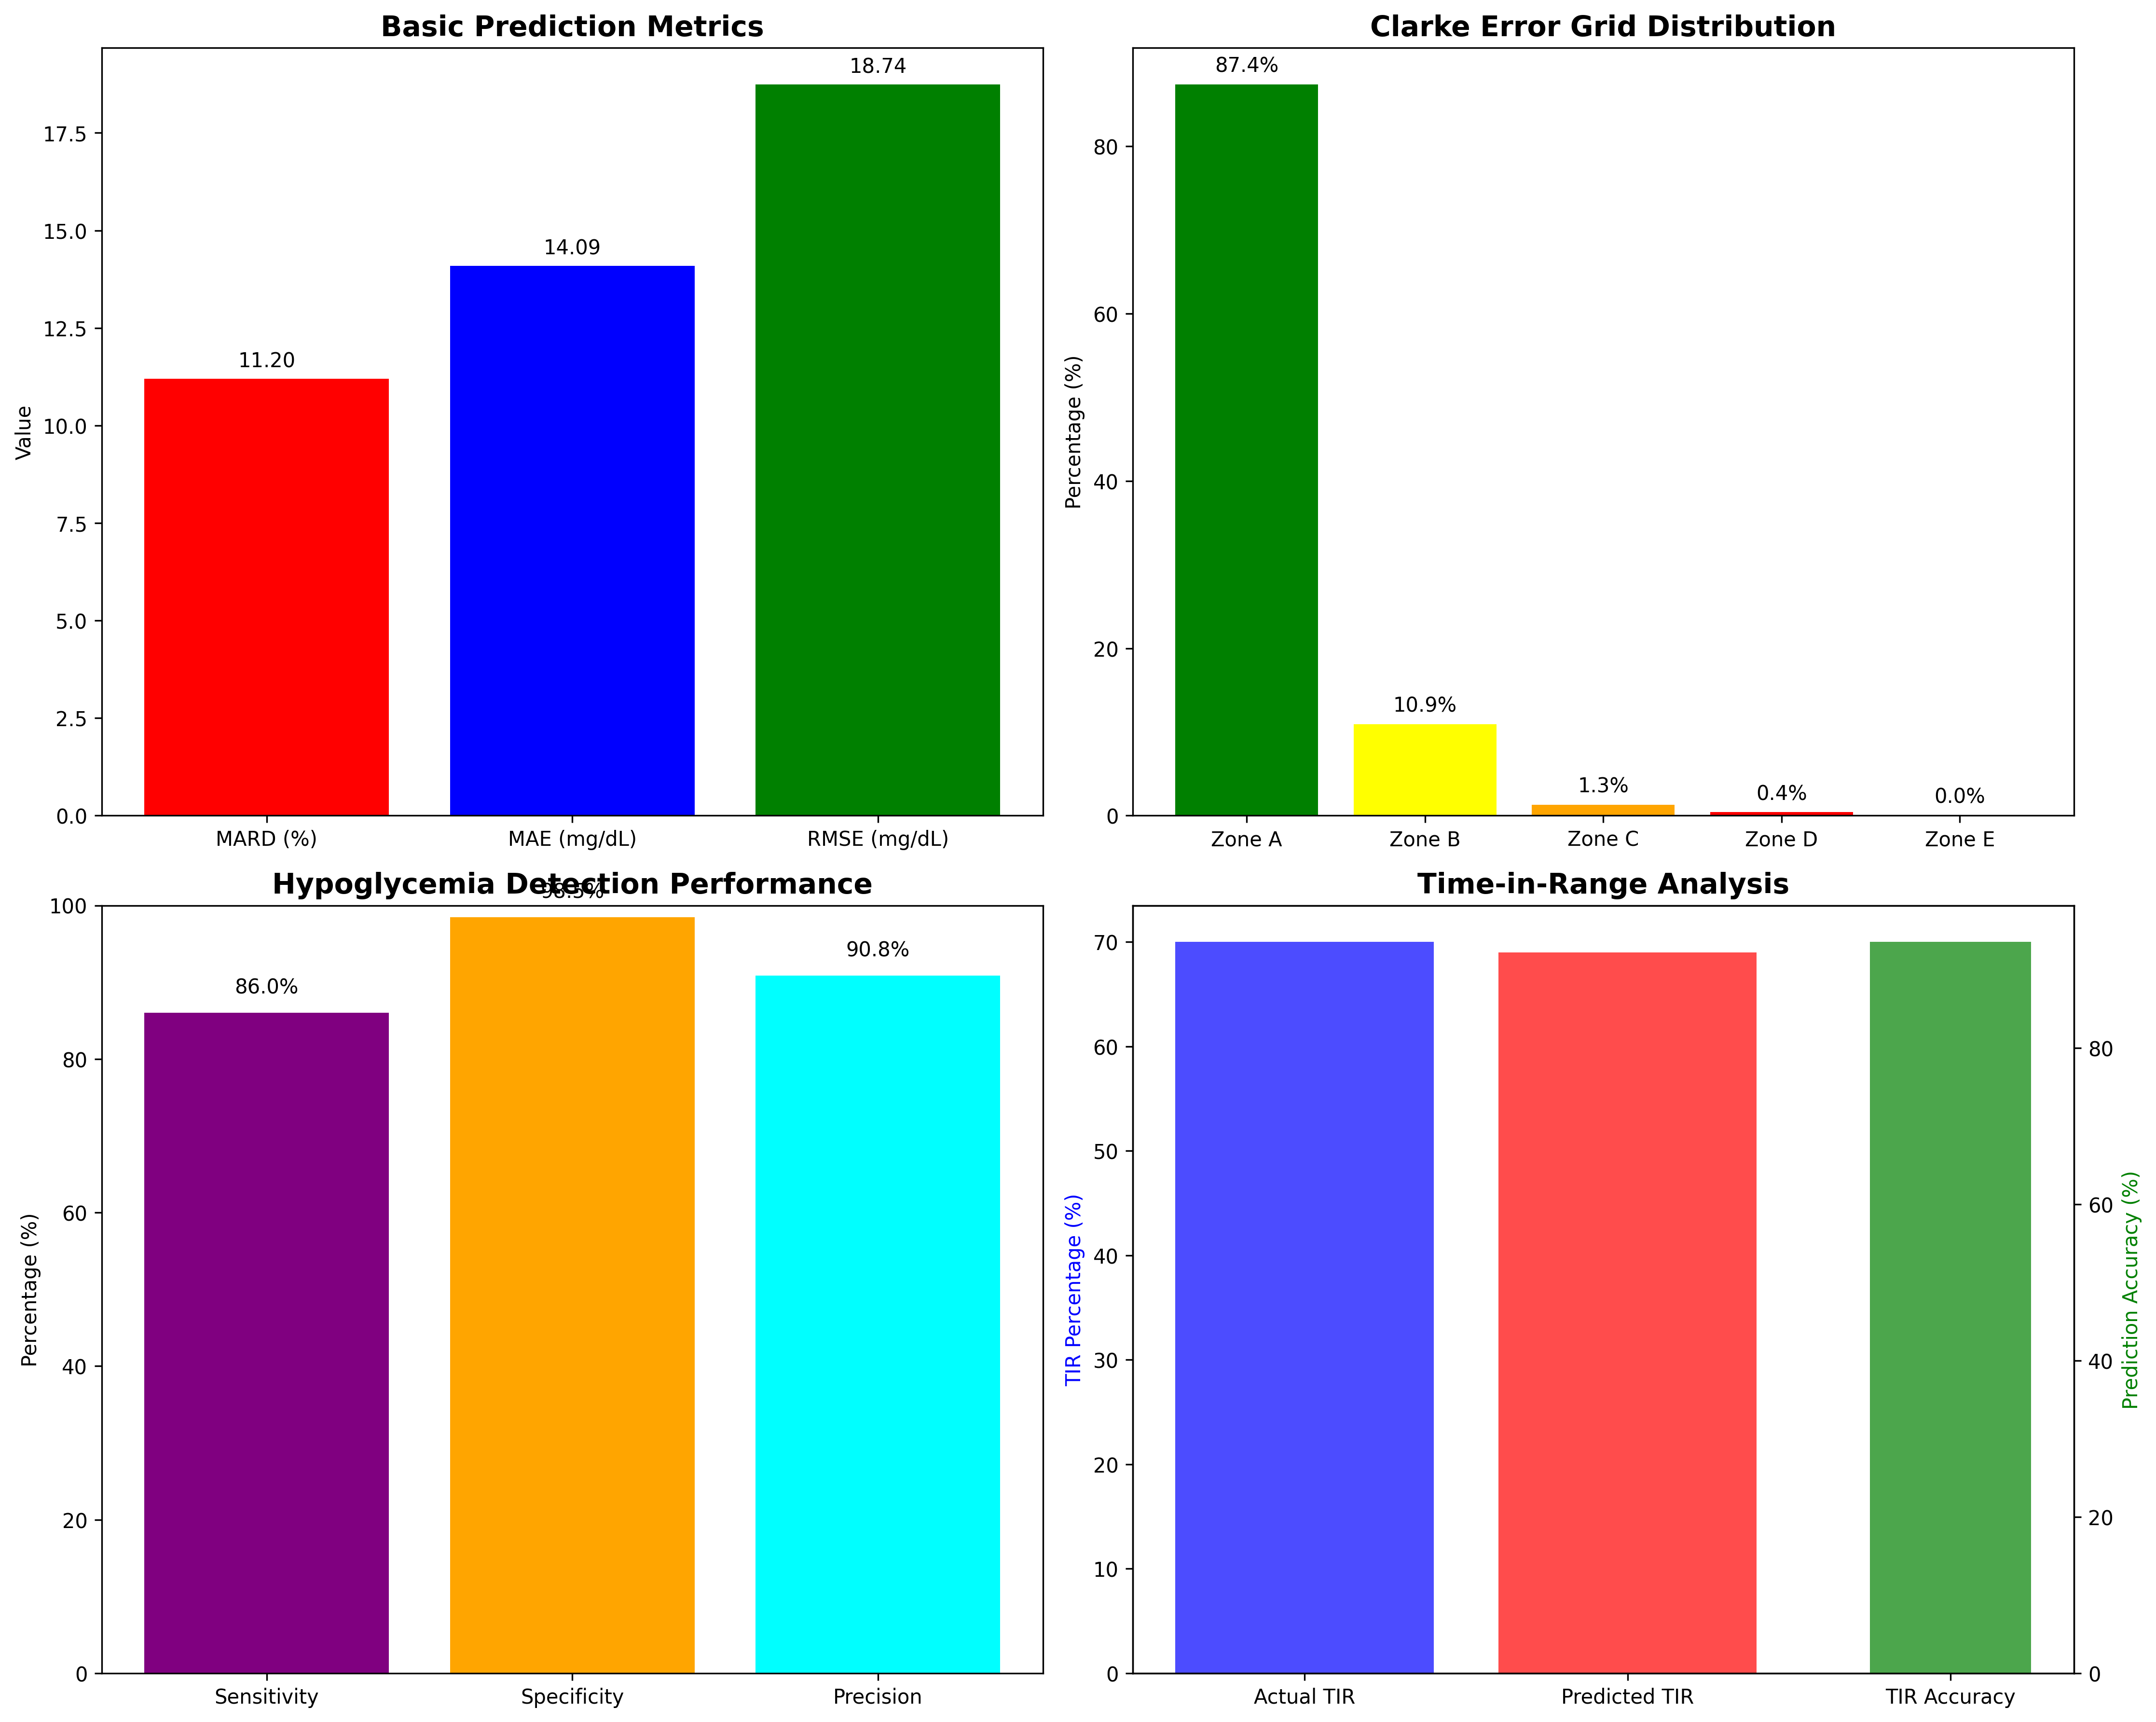 Basic Prediction Metrics
Value
17.5
15.0
12.5
10.0
7.5
5.0
2.5
0.0
11.20
14.09
18.74
MARD (%)
MAE (mg/dL)
RMSE (mg/dL)
Clarke Error Grid Distribution
Percentage (%)
80
60
40
20
0
87.4%
10.9%
1.3%
0.4%
0.0%
Zone A
Zone B
Zone C
Zone D
Zone E
Hypoglycemia Detection Performance
Percentage (%)
100
80
60
40
20
0
86.0%
98.5%
90.8%
Sensitivity
Specificity
Precision
Time-in-Range Analysis
TIR Percentage (%)
70
60
50
40
30
20
10
0
Actual TIR
Predicted TIR
TIR Accuracy
80
60
40
20
0
Prediction Accuracy (%)